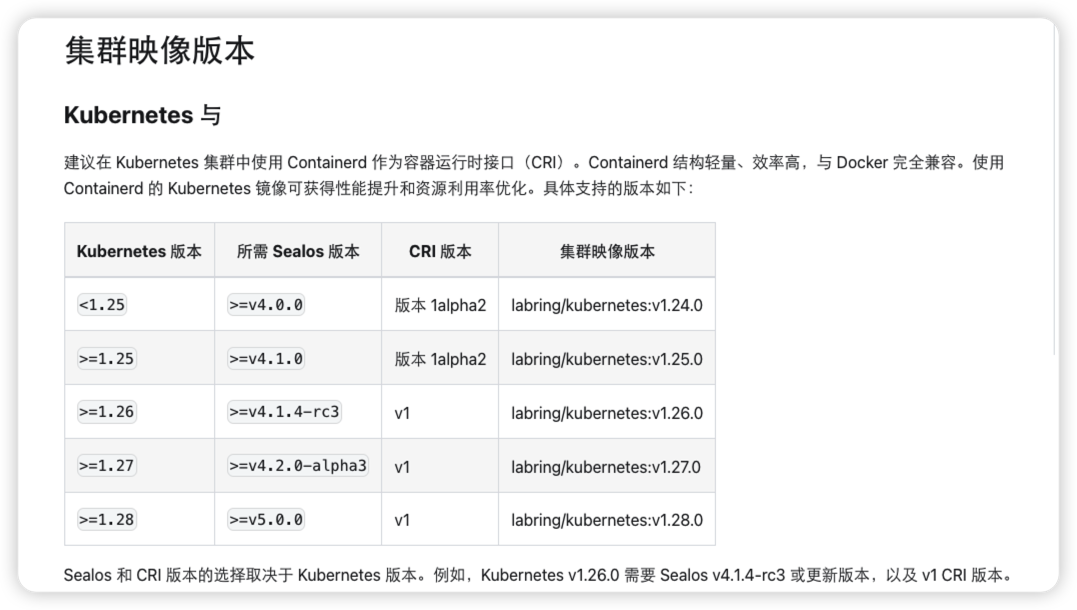 集群映像版本
Kubernetes 与
建议在 Kubernetes 集群中使用 Containerd 作为容器运行时接口（CRI）。Containerd 结构轻量、效率高，与 Docker 完全兼容。使用
Containerd 的 Kubernetes 镜像可获得性能提升和资源利用率优化。具体支持的版本如下：
Kubernetes 版本 所需 Sealos 版本 CRI 版本 集群映像版本
<1.25 >=v4.0.0 版本 1alpha2 labring/kubernetes:v1.24.0
>=1.25 >=v4.1.0 版本 1alpha2 labring/kubernetes:v1.25.0
>=1.26 >=v4.1.4-rc3 v1 labring/kubernetes:v1.26.0
>=1.27 >=v4.2.0-alpha3 v1 labring/kubernetes:v1.27.0
>=1.28 >=v5.0.0 v1 labring/kubernetes:v1.28.0
Sealos 和 CRI 版本的选择取决于 Kubernetes 版本。例如，Kubernetes v1.26.0 需要 Sealos v4.1.4-rc3 或更新版本，以及 v1 CRI 版本。